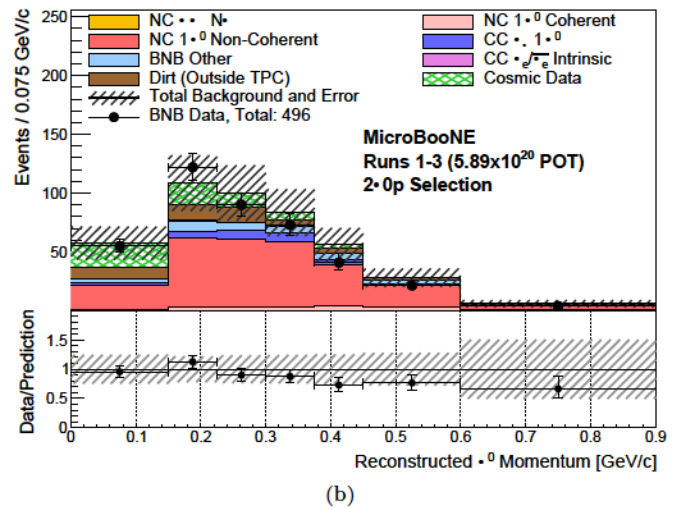 Events / 0.075 GeV/c
250
200
150
100
50
NC • • N•
NC 1•⁰ Non-Coherent
BNB Other
Dirt (Outside TPC)
Total Background and Error
BNB Data, Total: 496
NC 1•⁰ Coherent
CC •. 1•⁰
CC •e/•e Intrinsic
Cosmic Data
MicroBooNE
Runs 1-3 (5.89x10²⁰ POT)
2•0p Selection
Data/Prediction
1.5
1
0.5
0
0 0.1 0.2 0.3 0.4 0.5 0.6 0.7 0.8 0.9
Reconstructed •⁰ Momentum [GeV/c]
(b)